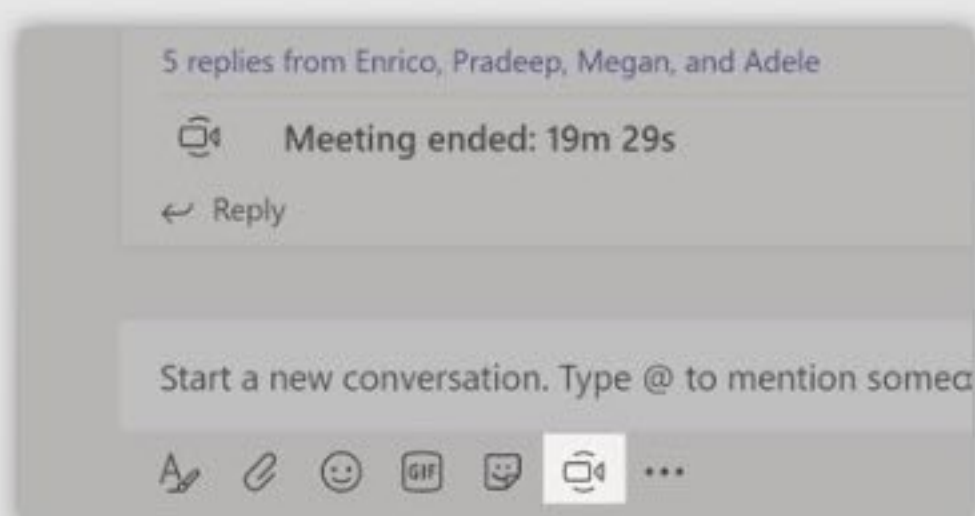 5 replies from Enrico, Pradeep, Megan, and Adele
Meeting ended: 19m 29s
Reply
Start a new conversation. Type @ to mention someo
GIF